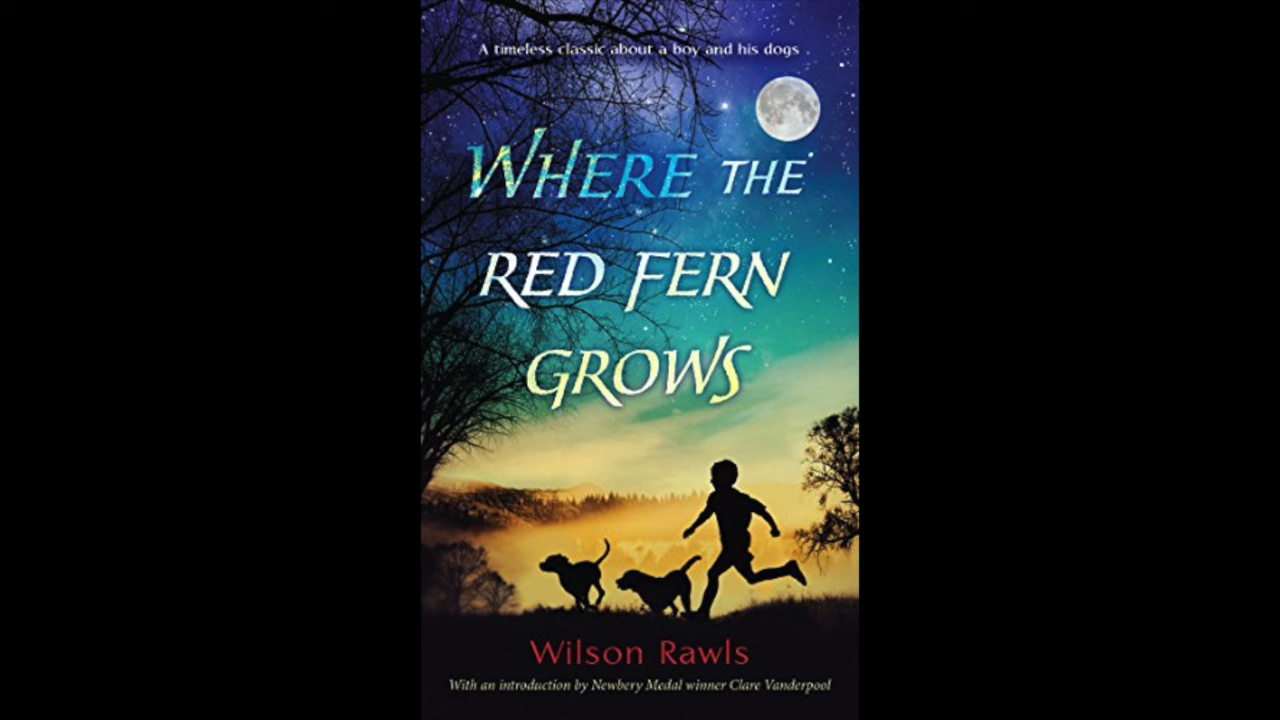 A timeless classic about a boy and his dogs
WHERE THE
RED FERN
GROWS
Wilson Rawls
With an introduction by Newbery Medal winner Clare Vanderpool